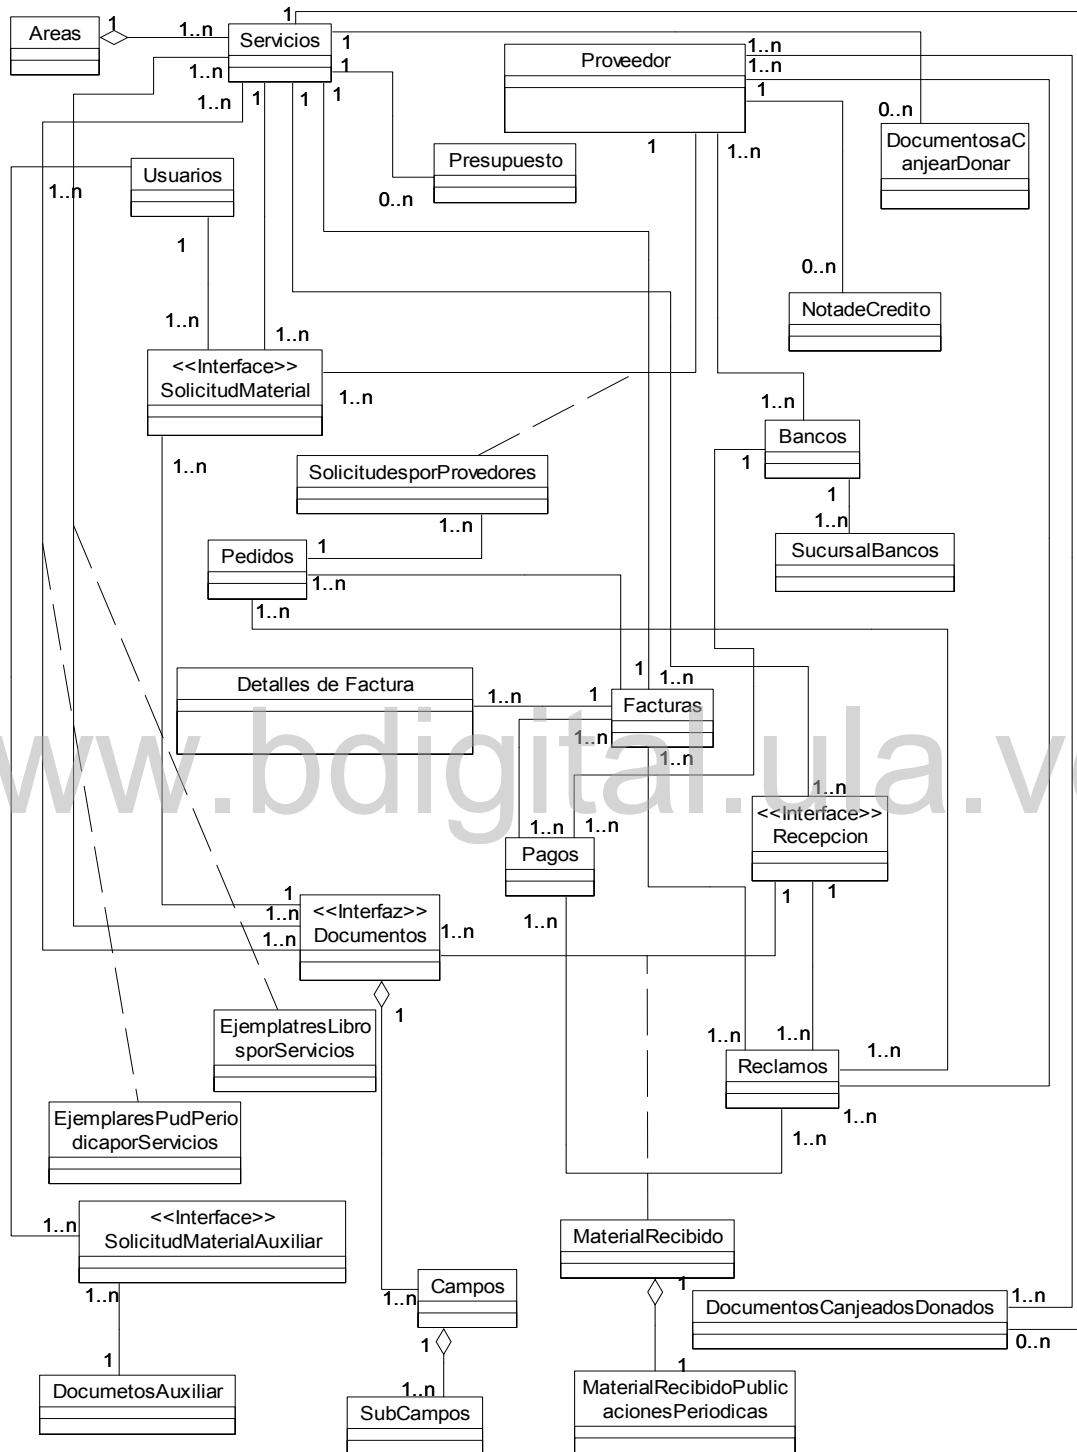 1
Areas
1
1..n
Servicios
1
1
1..n
1..n
1
1
1
Proveedor
1..n
1..n
1
1
1..n
0..n
DocumentosaC
anjearDonar
Presupuesto
0..n
Usuarios
1..n
1
1..n
1..n
0..n
NotadeCredito
<<Interface>>
SolicitudMaterial
1..n
1..n
1..n
Bancos
1
1
1..n
SucursalBancos
SolicitudesporProvedores
1..n
Pedidos
1
1..n
1..n
Detalles de Factura
1..n
1
1
1..n
Facturas
1..n
1..n
www.bdigital.ula.ve
1..n
<<Interface>>
Recepcion
1
1
1..n
1..n
Pagos
1..n
1
1..n
1..n
<<Interfaz>>
Documentos
1..n
1
EjemplatresLibro
sporServicios
EjemplaresPudPerio
dicaporServicios
1..n
1..n
1..n
Reclamos
1..n
1..n
1..n
<<Interface>>
SolicitudMaterialAuxiliar
1..n
1
DocumetosAuxiliar
1..n
Campos
1
1..n
SubCampos
MaterialRecibido
1
1
MaterialRecibidoPublic
acionesPeriodicas
DocumentosCanjeadosDonados
1..n
0..n